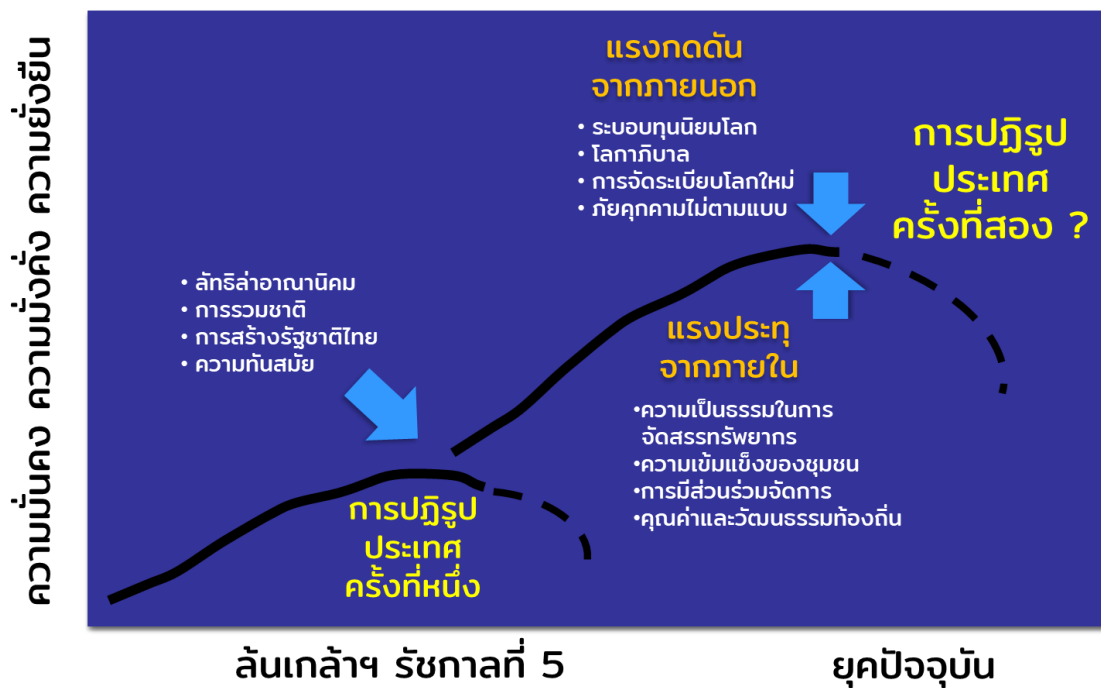 ความมั่นคง ความมั่งคั่ง ความยั่งยืน
แรงกดดัน
จากภายนอก
• ระบอบทุนนิยมโลก
• โลกาภิบาล
• การจัดระเบียบโลกใหม่
• ภัยคุกคามไม่ตามแบบ
การปฏิรูป
ประเทศ
ครั้งที่สอง ?
• ลัทธิล่าอาณานิคม
• การรวมชาติ
• การสร้างรัฐชาติไทย
• ความทันสมัย
แรงประทุ
จากภายใน
•ความเป็นธรรมในการ
จัดสรรทรัพยากร
•ความเข้มแข็งของชุมชน
•การมีส่วนร่วมจัดการ
•คุณค่าและวัฒนธรรมท้องถิ่น
การปฏิรูป
ประเทศ
ครั้งที่หนึ่ง
ล้นเกล้าฯ รัชกาลที่ 5
ยุคปัจจุบัน